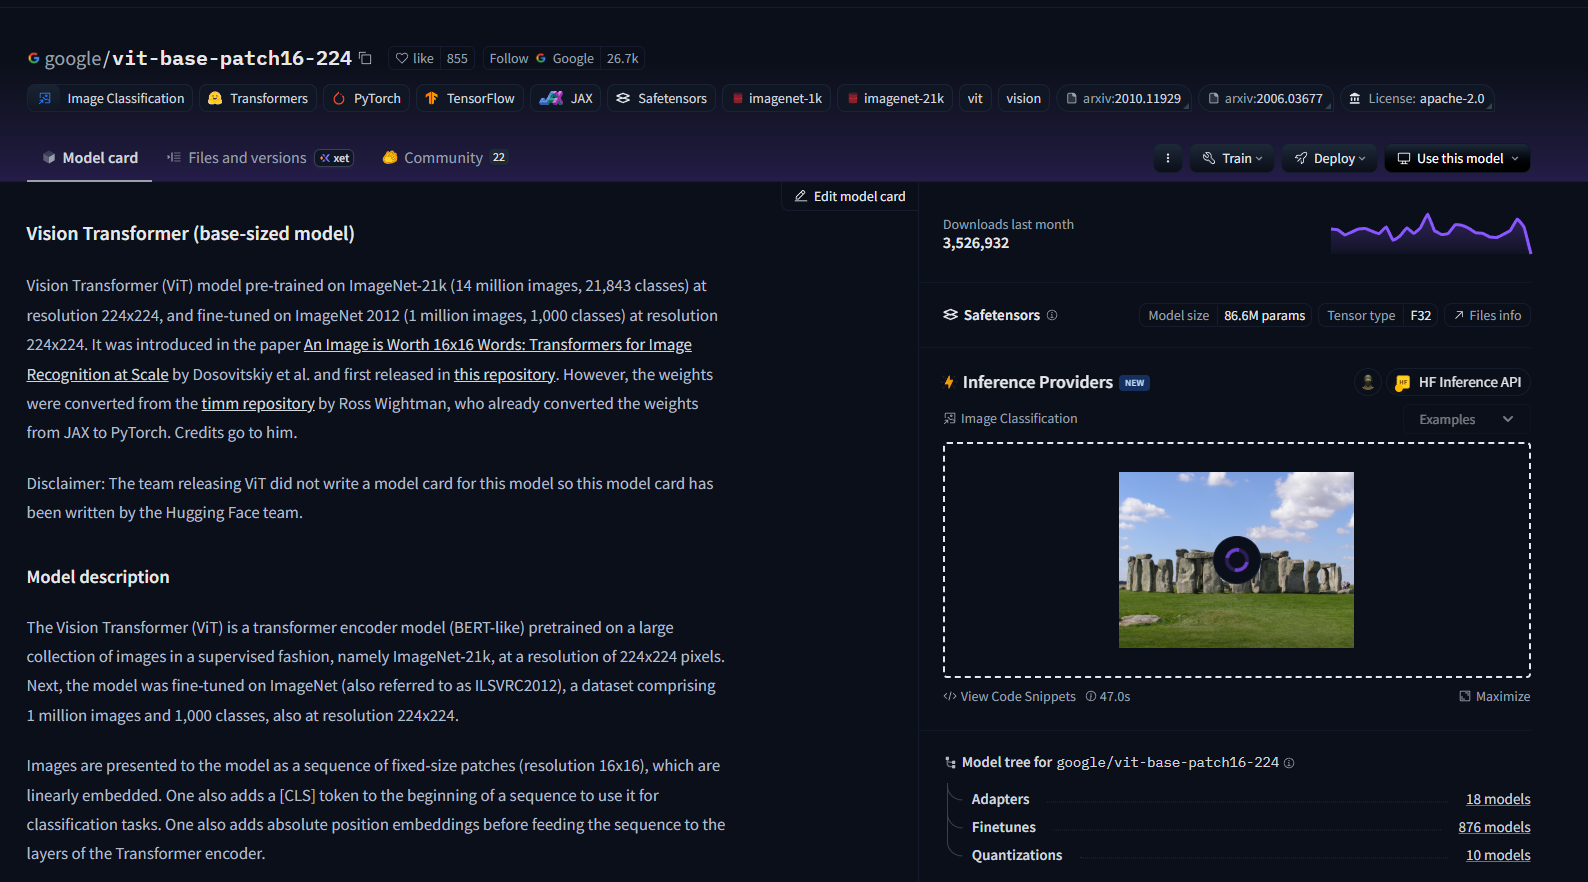 google/vit-base-patch16-224 like 855 Follow Google 26.7k
Image Classification Transformers PyTorch TensorFlow JAX Safetensors imagenet-1k imagenet-21k vit vision arxiv:2010.11929 arxiv:2006.03677 License: apache-2.0
Model card Files and versions xet Community 22 Train Deploy Use this model
Edit model card
Vision Transformer (base-sized model)
Vision Transformer (ViT) model pre-trained on ImageNet-21k (14 million images, 21,843 classes) at
resolution 224x224, and fine-tuned on ImageNet 2012 (1 million images, 1,000 classes) at resolution
224x224. It was introduced in the paper An Image is Worth 16x16 Words: Transformers for Image
Recognition at Scale by Dosovitskiy et al. and first released in this repository. However, the weights
were converted from the timm repository by Ross Wightman, who already converted the weights
from JAX to PyTorch. Credits go to him.
Disclaimer: The team releasing ViT did not write a model card for this model so this model card has
been written by the Hugging Face team.
Model description
The Vision Transformer (ViT) is a transformer encoder model (BERT-like) pretrained on a large
collection of images in a supervised fashion, namely ImageNet-21k, at a resolution of 224x224 pixels.
Next, the model was fine-tuned on ImageNet (also referred to as ILSVRC2012), a dataset comprising
1 million images and 1,000 classes, also at resolution 224x224.
Images are presented to the model as a sequence of fixed-size patches (resolution 16x16), which are
linearly embedded. One also adds a [CLS] token to the beginning of a sequence to use it for
classification tasks. One also adds absolute position embeddings before feeding the sequence to the
layers of the Transformer encoder.
Downloads last month
3,526,932
Safetensors Model size 86.6M params Tensor type F32 Files info
Inference Providers NEW HF Inference API
Image Classification Examples
View Code Snippets 47.0s Maximize
Model tree for google/vit-base-patch16-224
Adapters 18 models
Finetunes 876 models
Quantizations 10 models